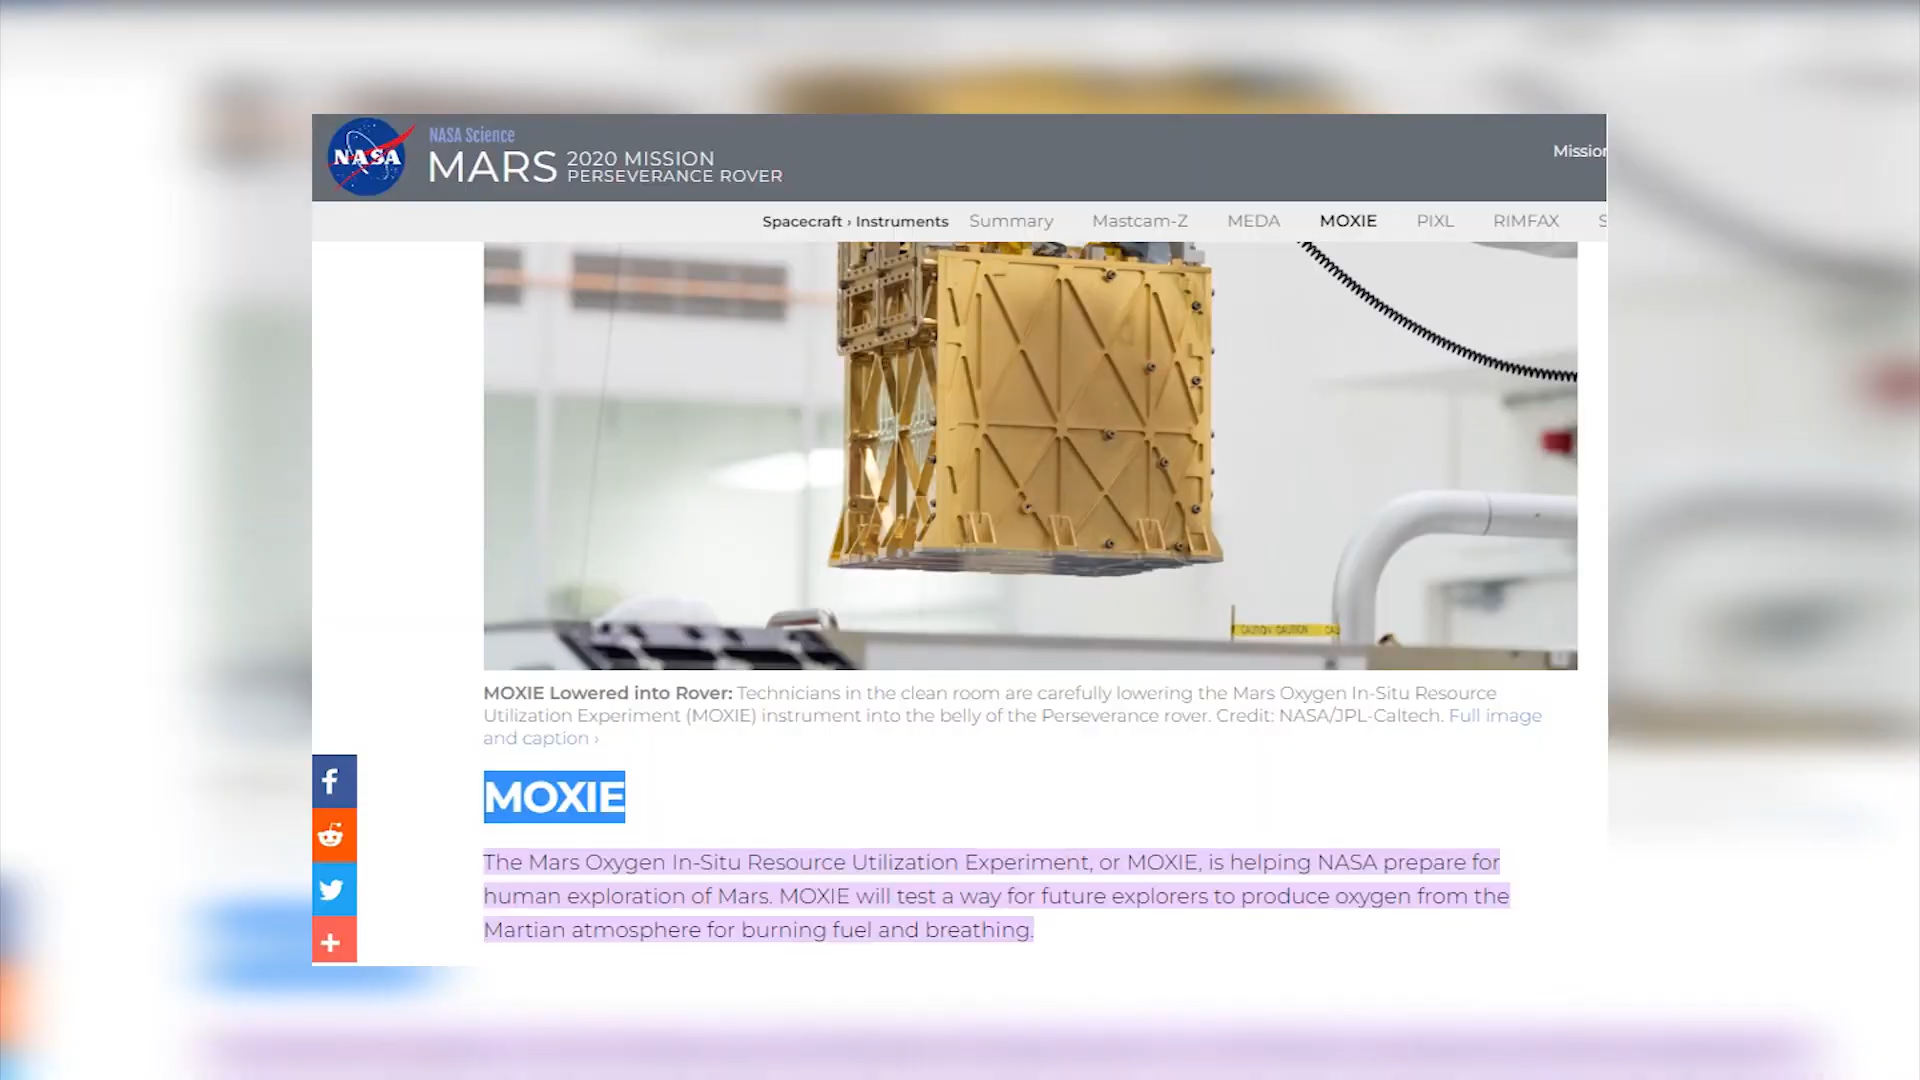 NASA
NASA Science
MARS 2020 MISSION
PERSEVERANCE ROVER
Mission
Spacecraft › Instruments Summary Mastcam-Z MEDA MOXIE PIXL RIMFAX S
CAUTION CAUTION CAU
MOXIE Lowered into Rover: Technicians in the clean room are carefully lowering the Mars Oxygen In-Situ Resource
Utilization Experiment (MOXIE) instrument into the belly of the Perseverance rover. Credit: NASA/JPL-Caltech. Full image
and caption ›
MOXIE
The Mars Oxygen In-Situ Resource Utilization Experiment, or MOXIE, is helping NASA prepare for
human exploration of Mars. MOXIE will test a way for future explorers to produce oxygen from the
Martian atmosphere for burning fuel and breathing.